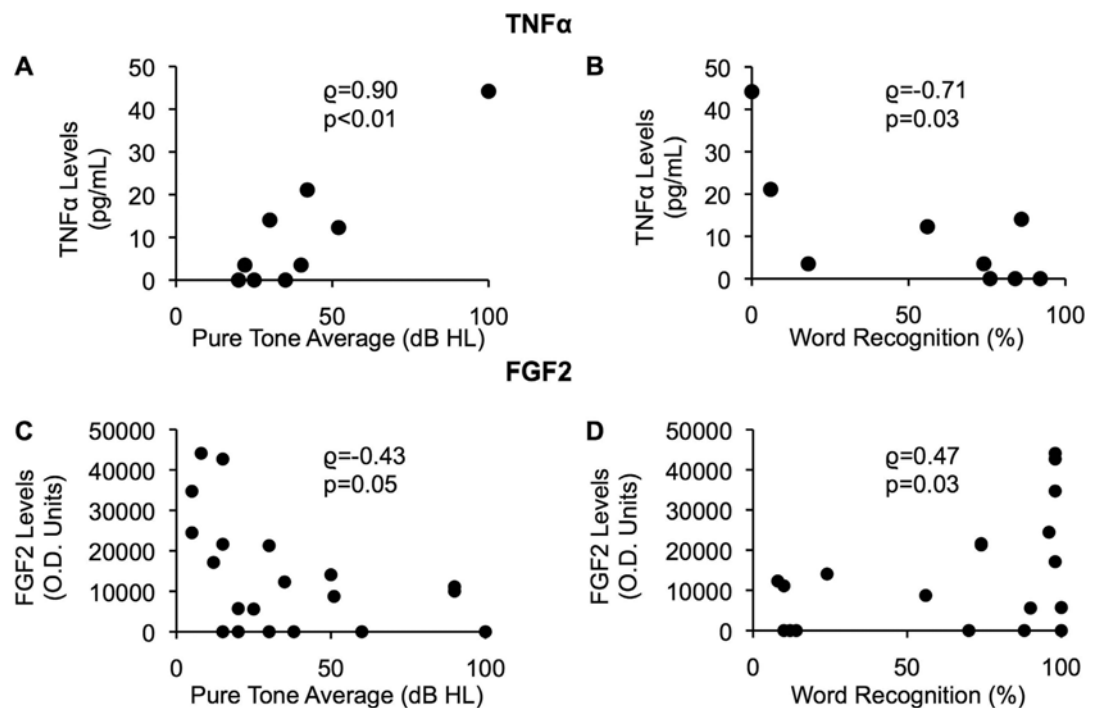 TNFα
A
B
TNFα Levels
(pg/mL)
50
40
30
20
10
0
ϱ=0.90
p<0.01
0
50
100
Pure Tone Average (dB HL)
TNFα Levels
(pg/mL)
50
40
30
20
10
0
ϱ=-0.71
p=0.03
0
50
100
Word Recognition (%)
FGF2
C
D
FGF2 Levels
(O.D. Units)
50000
40000
30000
20000
10000
0
ϱ=-0.43
p=0.05
0
50
100
Pure Tone Average (dB HL)
FGF2 Levels
(O.D. Units)
50000
40000
30000
20000
10000
0
ϱ=0.47
p=0.03
0
50
100
Word Recognition (%)